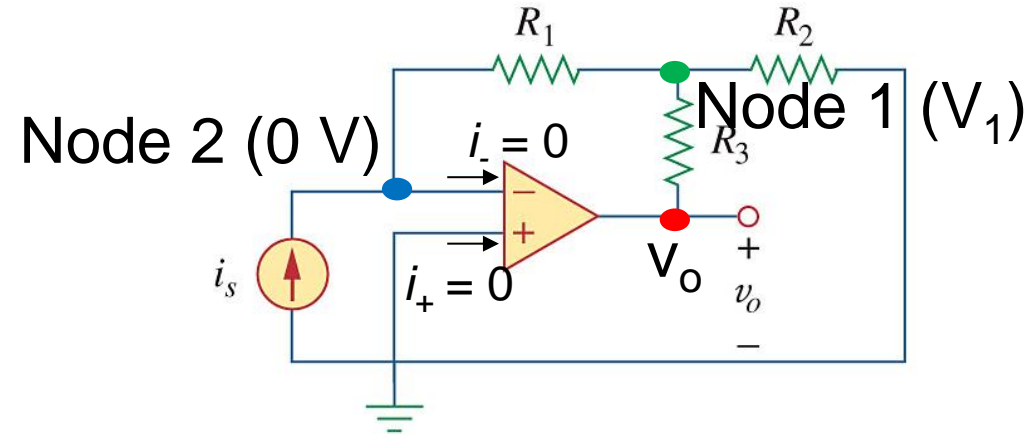 R₁
R₂
Node 1 (V₁)
Node 2 (0 V)
i₋ = 0
R₃
−
+
vₒ
+
iₛ
i₊ = 0
vₒ
−